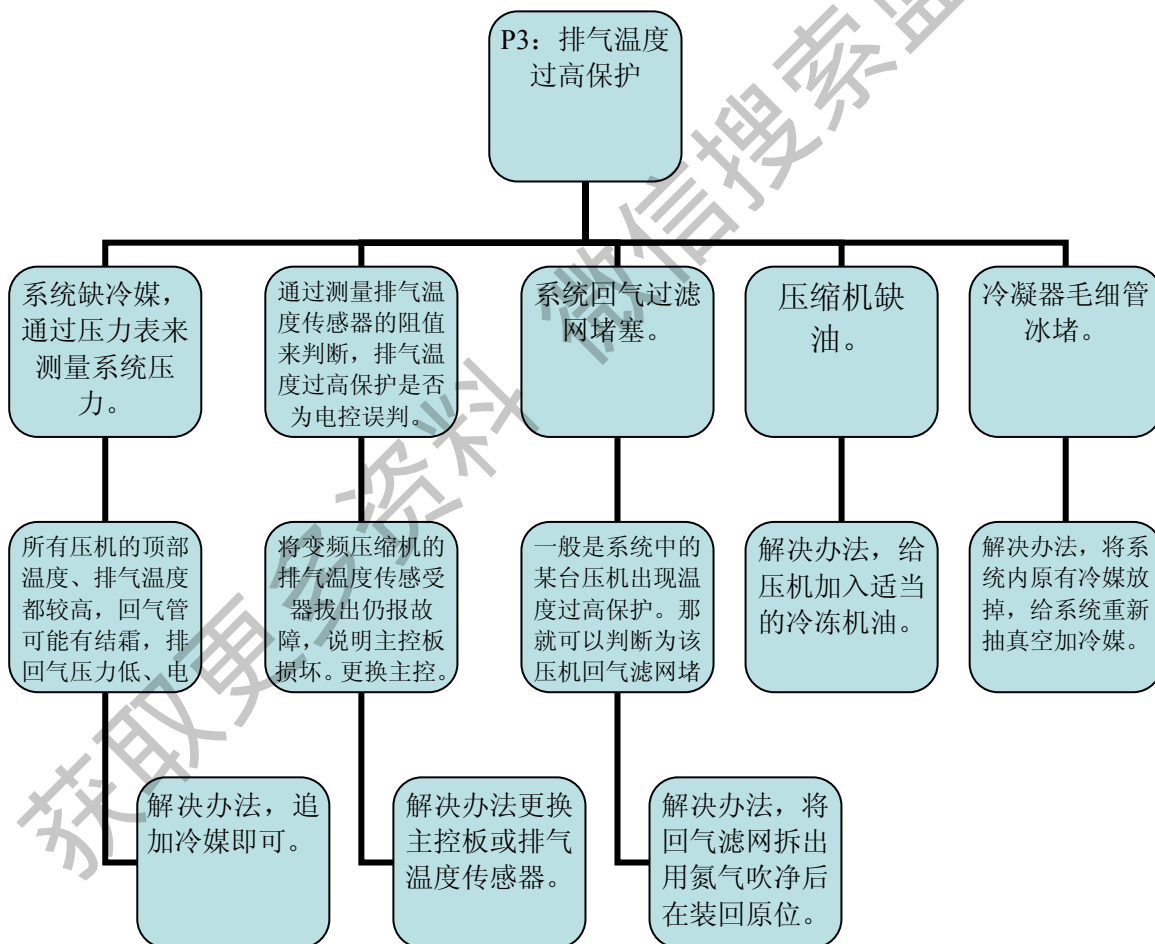 P3：排气温度
过高保护
系统缺冷媒，
通过压力表来
测量系统压
力。
通过测量排气温
度传感器的阻值
来判断，排气温
度过高保护是否
为电控误判。
系统回气过滤
网堵塞。
压缩机缺
油。
冷凝器毛细管
冰堵。
所有压机的顶部
温度、排气温度
都较高，回气管
可能有结霜，排
回气压力低、电
将变频压缩机的
排气温度传感受
器拔出仍报故
障，说明主控板
损坏。更换主控。
一般是系统中的
某台压机出现温
度过高保护。那
就可以判断为该
压机回气滤网堵
解决办法，给
压机加入适当
的冷冻机油。
解决办法，将系
统内原有冷媒放
掉，给系统重新
抽真空加冷媒。
解决办法，追
加冷媒即可。
解决办法更换
主控板或排气
温度传感器。
解决办法，将
回气滤网拆出
用氮气吹净后
在装回原位。
获取更多资料 微信搜索